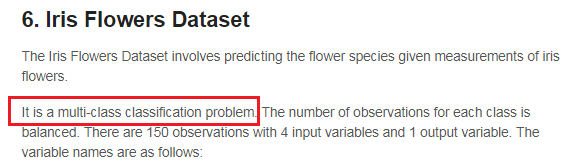 6. Iris Flowers Dataset
The Iris Flowers Dataset involves predicting the flower species given measurements of iris
flowers.
It is a multi-class classification problem. The number of observations for each class is
balanced. There are 150 observations with 4 input variables and 1 output variable. The
variable names are as follows: